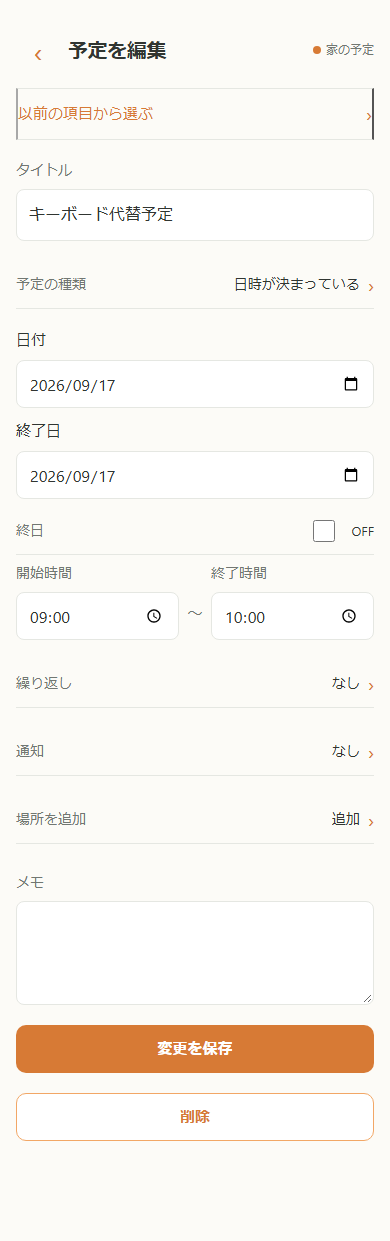 ‹ 予定を編集 家の予定
以前の項目から選ぶ ›
タイトル
キーボード代替予定
予定の種類 日時が決まっている ›
日付
2026/09/17
終了日
2026/09/17
終日 OFF
開始時間 終了時間
09:00 ～ 10:00
繰り返し なし ›
通知 なし ›
場所を追加 追加 ›
メモ
変更を保存
削除